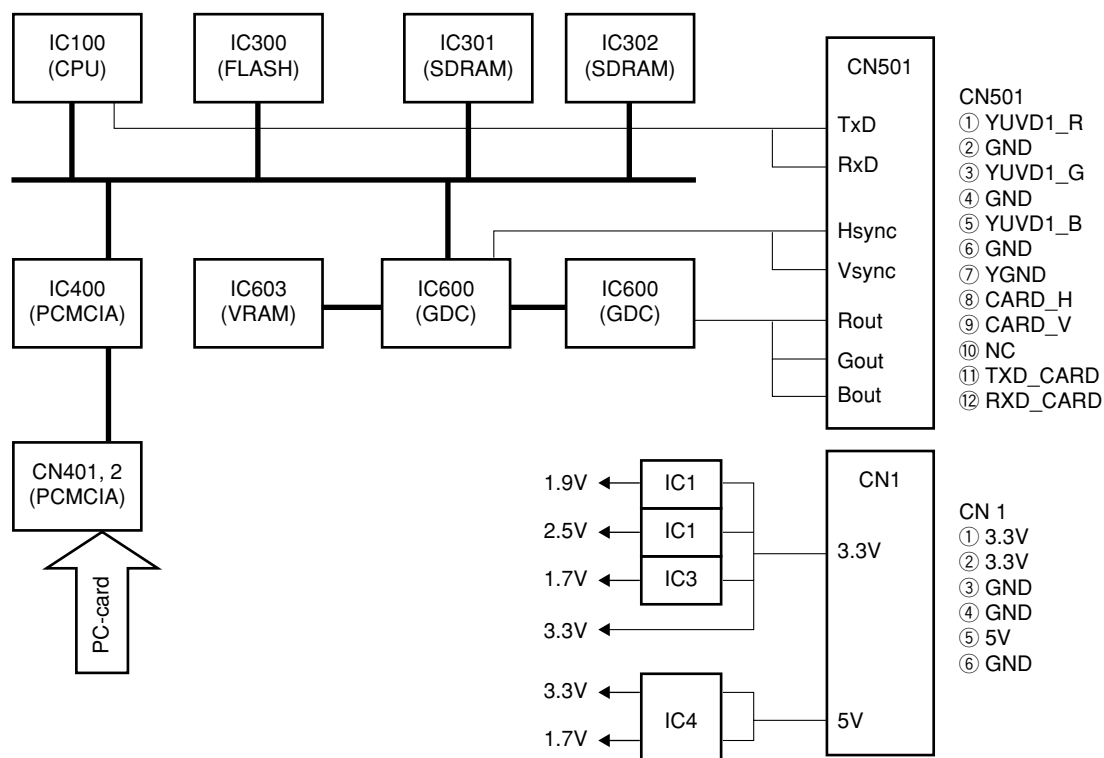 IC100
(CPU)
IC300
(FLASH)
IC301
(SDRAM)
IC302
(SDRAM)
CN501
TxD
RxD
Hsync
Vsync
Rout
Gout
Bout
CN501
① YUVD1_R
② GND
③ YUVD1_G
④ GND
⑤ YUVD1_B
⑥ GND
⑦ YGND
⑧ CARD_H
⑨ CARD_V
⑩ NC
⑪ TXD_CARD
⑫ RXD_CARD
IC400
(PCMCIA)
IC603
(VRAM)
IC600
(GDC)
IC600
(GDC)
CN401, 2
(PCMCIA)
PC-card
1.9V
IC1
2.5V
IC1
1.7V
IC3
3.3V
3.3V
1.7V
IC4
CN1
3.3V
5V
CN 1
① 3.3V
② 3.3V
③ GND
④ GND
⑤ 5V
⑥ GND